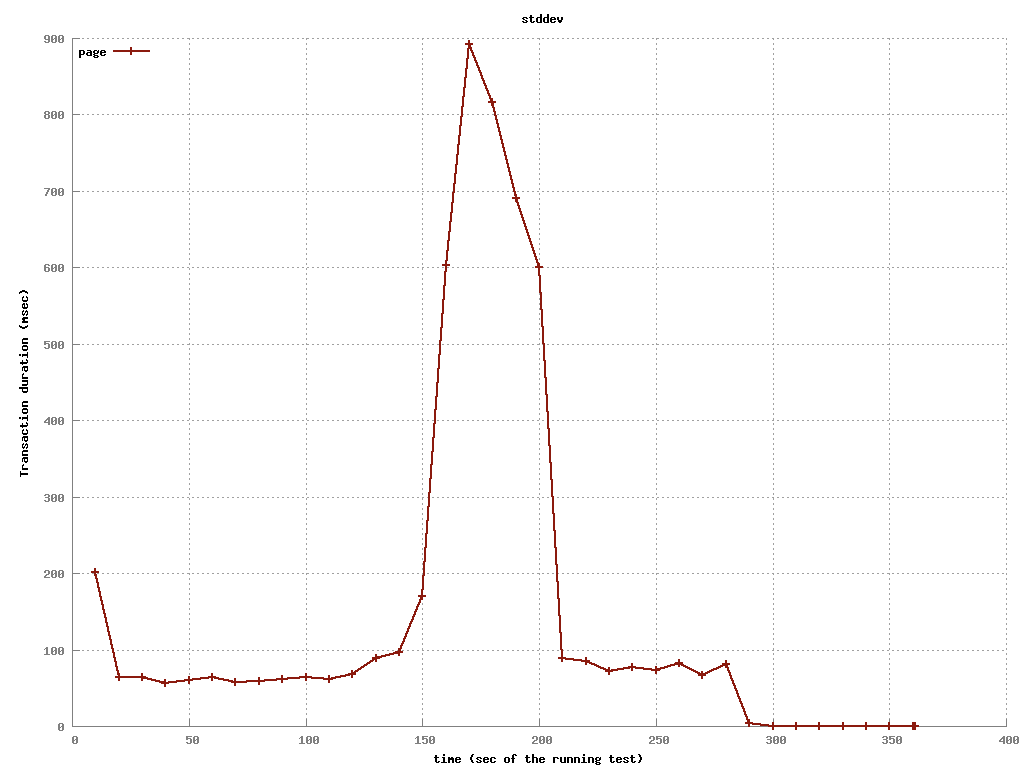 stddev
page
900
800
700
600
500
400
300
200
100
0
Transaction duration (msec)
0 50 100 150 200 250 300 350 400
time (sec of the running test)